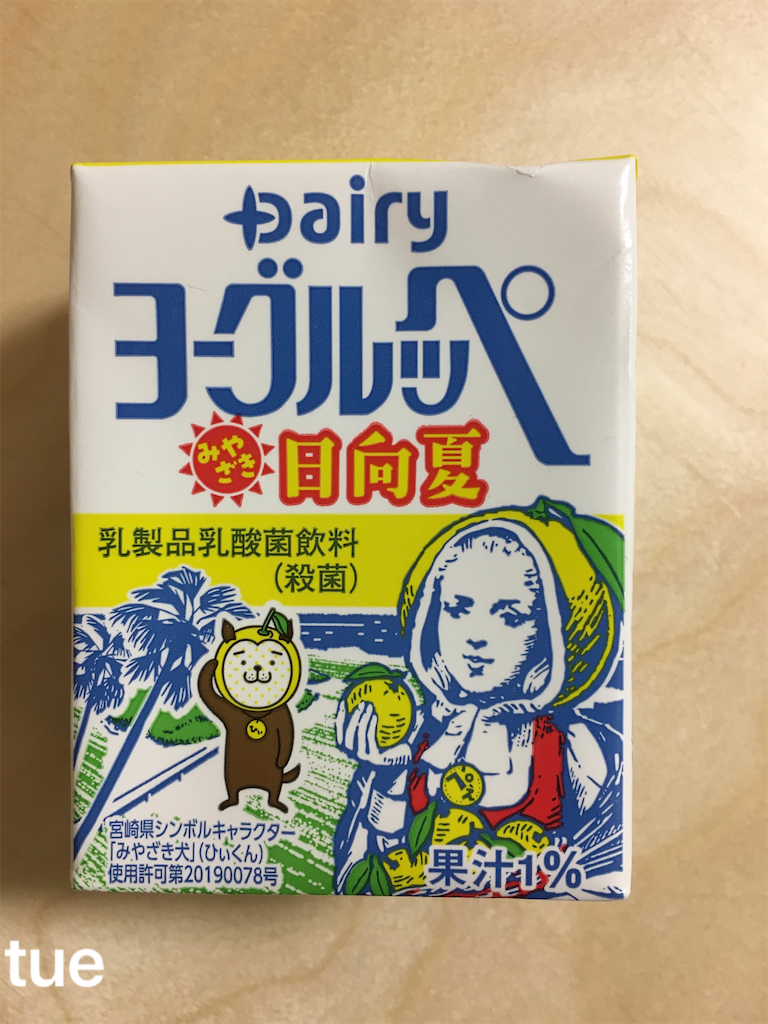 Dairy
ヨーグルッペ
みや
ざき
日向夏
乳製品乳酸菌飲料
(殺菌)
ひぃ
ペ
宮崎県シンボルキャラクター
「みやざき犬」(ひぃくん)
使用許可第20190078号
果汁1%
tue